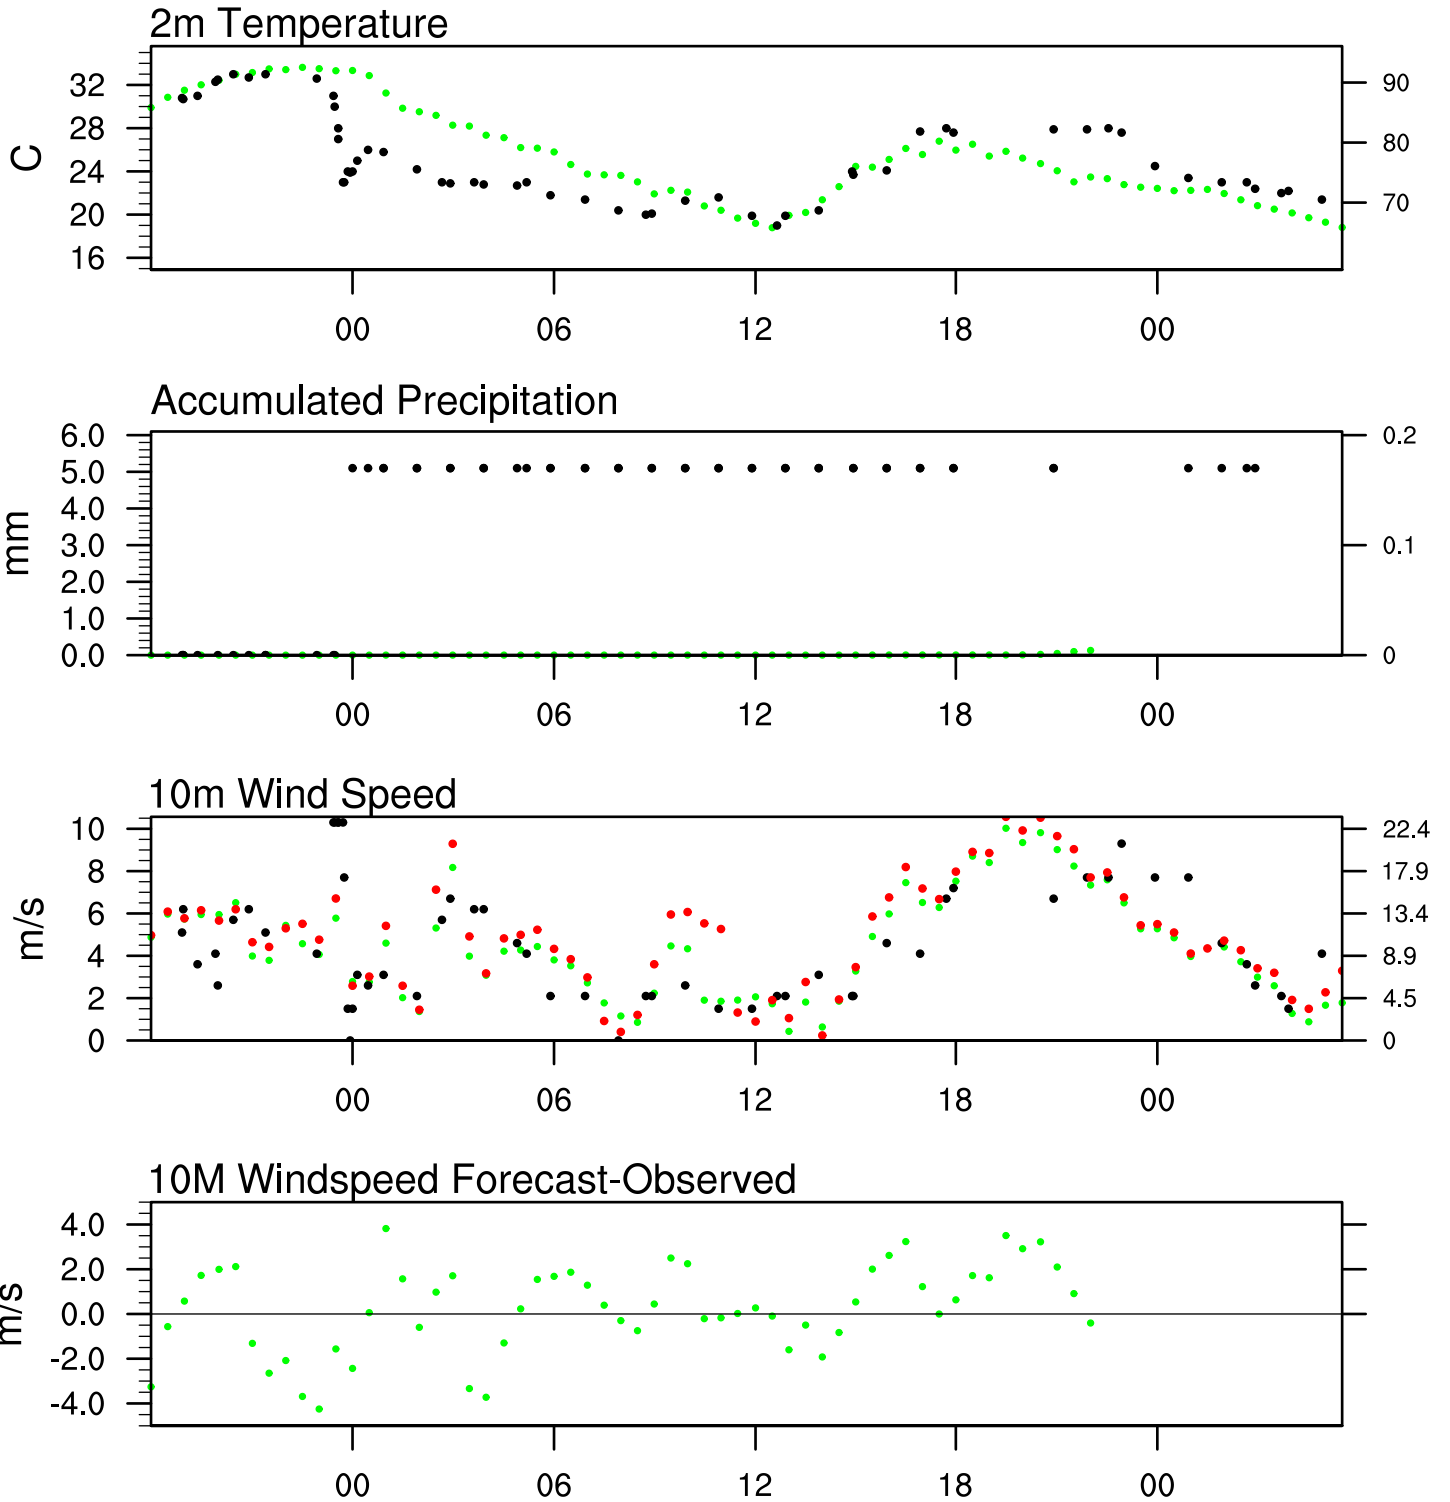 2m Temperature
32
28
24
20
16
C
90
80
70
00 06 12 18 00
Accumulated Precipitation
6.0
5.0
4.0
3.0
2.0
1.0
0.0
mm
0.2
0.1
0
00 06 12 18 00
10m Wind Speed
10
8
6
4
2
0
m/s
22.4
17.9
13.4
8.9
4.5
0
00 06 12 18 00
10M Windspeed Forecast-Observed
4.0
2.0
0.0
-2.0
-4.0
m/s
00 06 12 18 00